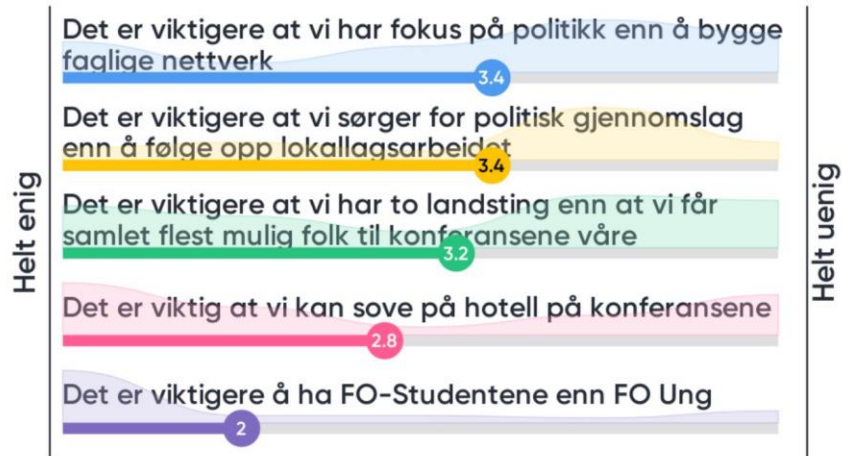 Det er viktigere at vi har fokus på politikk enn å bygge
faglige nettverk
3.4
Det er viktigere at vi sørger for politisk gjennomslag
enn å følge opp lokallagsarbeidet
3.4
Det er viktigere at vi har to landsting enn at vi får
samlet flest mulig folk til konferansene våre
3.2
Det er viktig at vi kan sove på hotell på konferansene
2.8
Det er viktigere å ha FO-Studentene enn FO Ung
2
Helt enig
Helt uenig